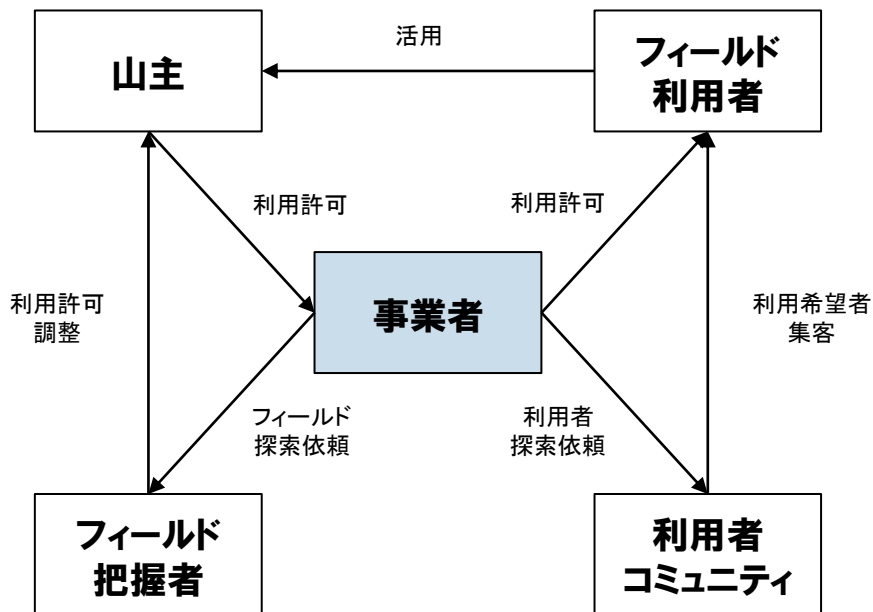 活用
山主
フィールド
利用者
利用許可
利用許可
利用許可
調整
事業者
利用希望者
集客
フィールド
探索依頼
利用者
探索依頼
フィールド
把握者
利用者
コミュニティ